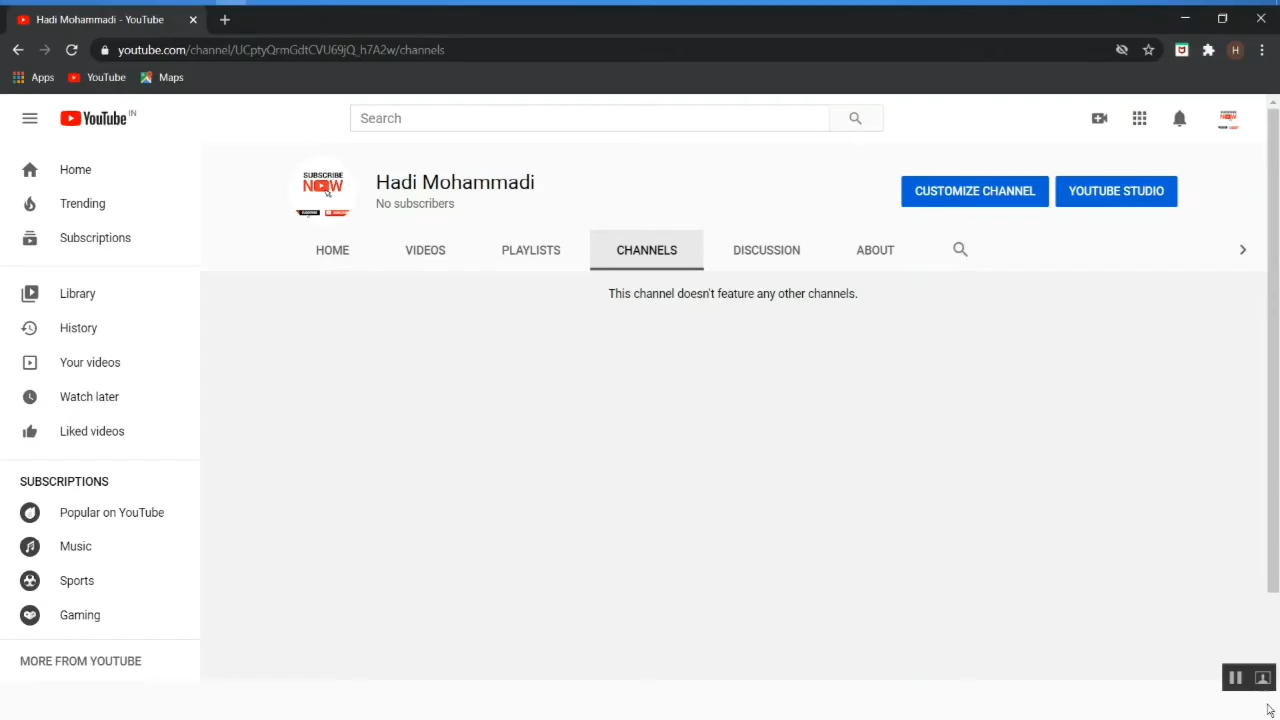 Hadi Mohammadi - YouTube
youtube.com/channel/UCptyQrmGdtCVU69jQ_h7A2w/channels
H
Apps YouTube Maps
YouTube IN
Search
NOW
Home
Trending
Subscriptions
SUBSCRIBE
NOW
Hadi Mohammadi
No subscribers
CUSTOMIZE CHANNEL YOUTUBE STUDIO
HOME VIDEOS PLAYLISTS CHANNELS DISCUSSION ABOUT
This channel doesn't feature any other channels.
Library
History
Your videos
Watch later
Liked videos
SUBSCRIPTIONS
Popular on YouTube
Music
Sports
Gaming
MORE FROM YOUTUBE